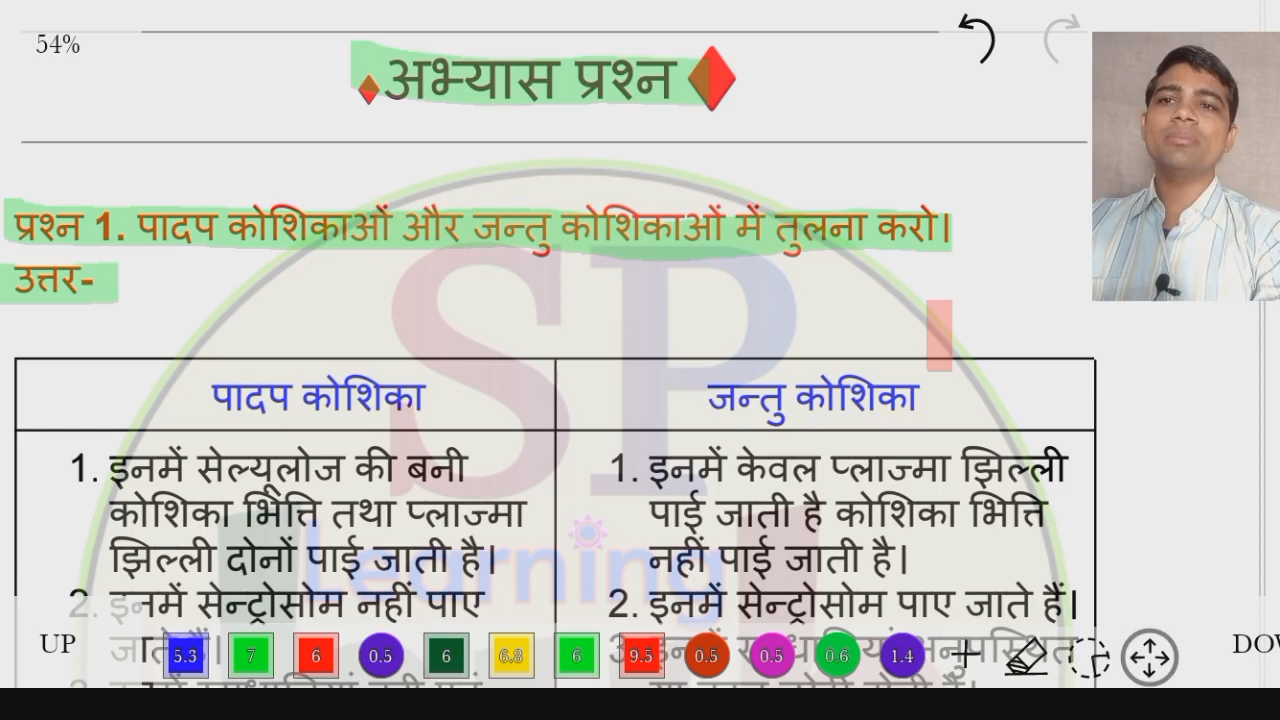 54%
अभ्यास प्रश्न
प्रश्न 1. पादप कोशिकाओं और जन्तु कोशिकाओं में तुलना करो।
उत्तर-
SP
Learning
पादप कोशिका
जन्तु कोशिका
1. इनमें सेल्यूलोज की बनी
कोशिका भित्ति तथा प्लाज्मा
झिल्ली दोनों पाई जाती है।
2. इनमें सेन्ट्रोसोम नहीं पाए
1. इनमें केवल प्लाज्मा झिल्ली
पाई जाती है कोशिका भिति
नहीं पाई जाती है।
2. इनमें सेन्ट्रोसोम पाए जाते हैं।
UP
5.3 7 6 0.5 6 6.8 6 9.5 0.5 0.5 0.6 1.4